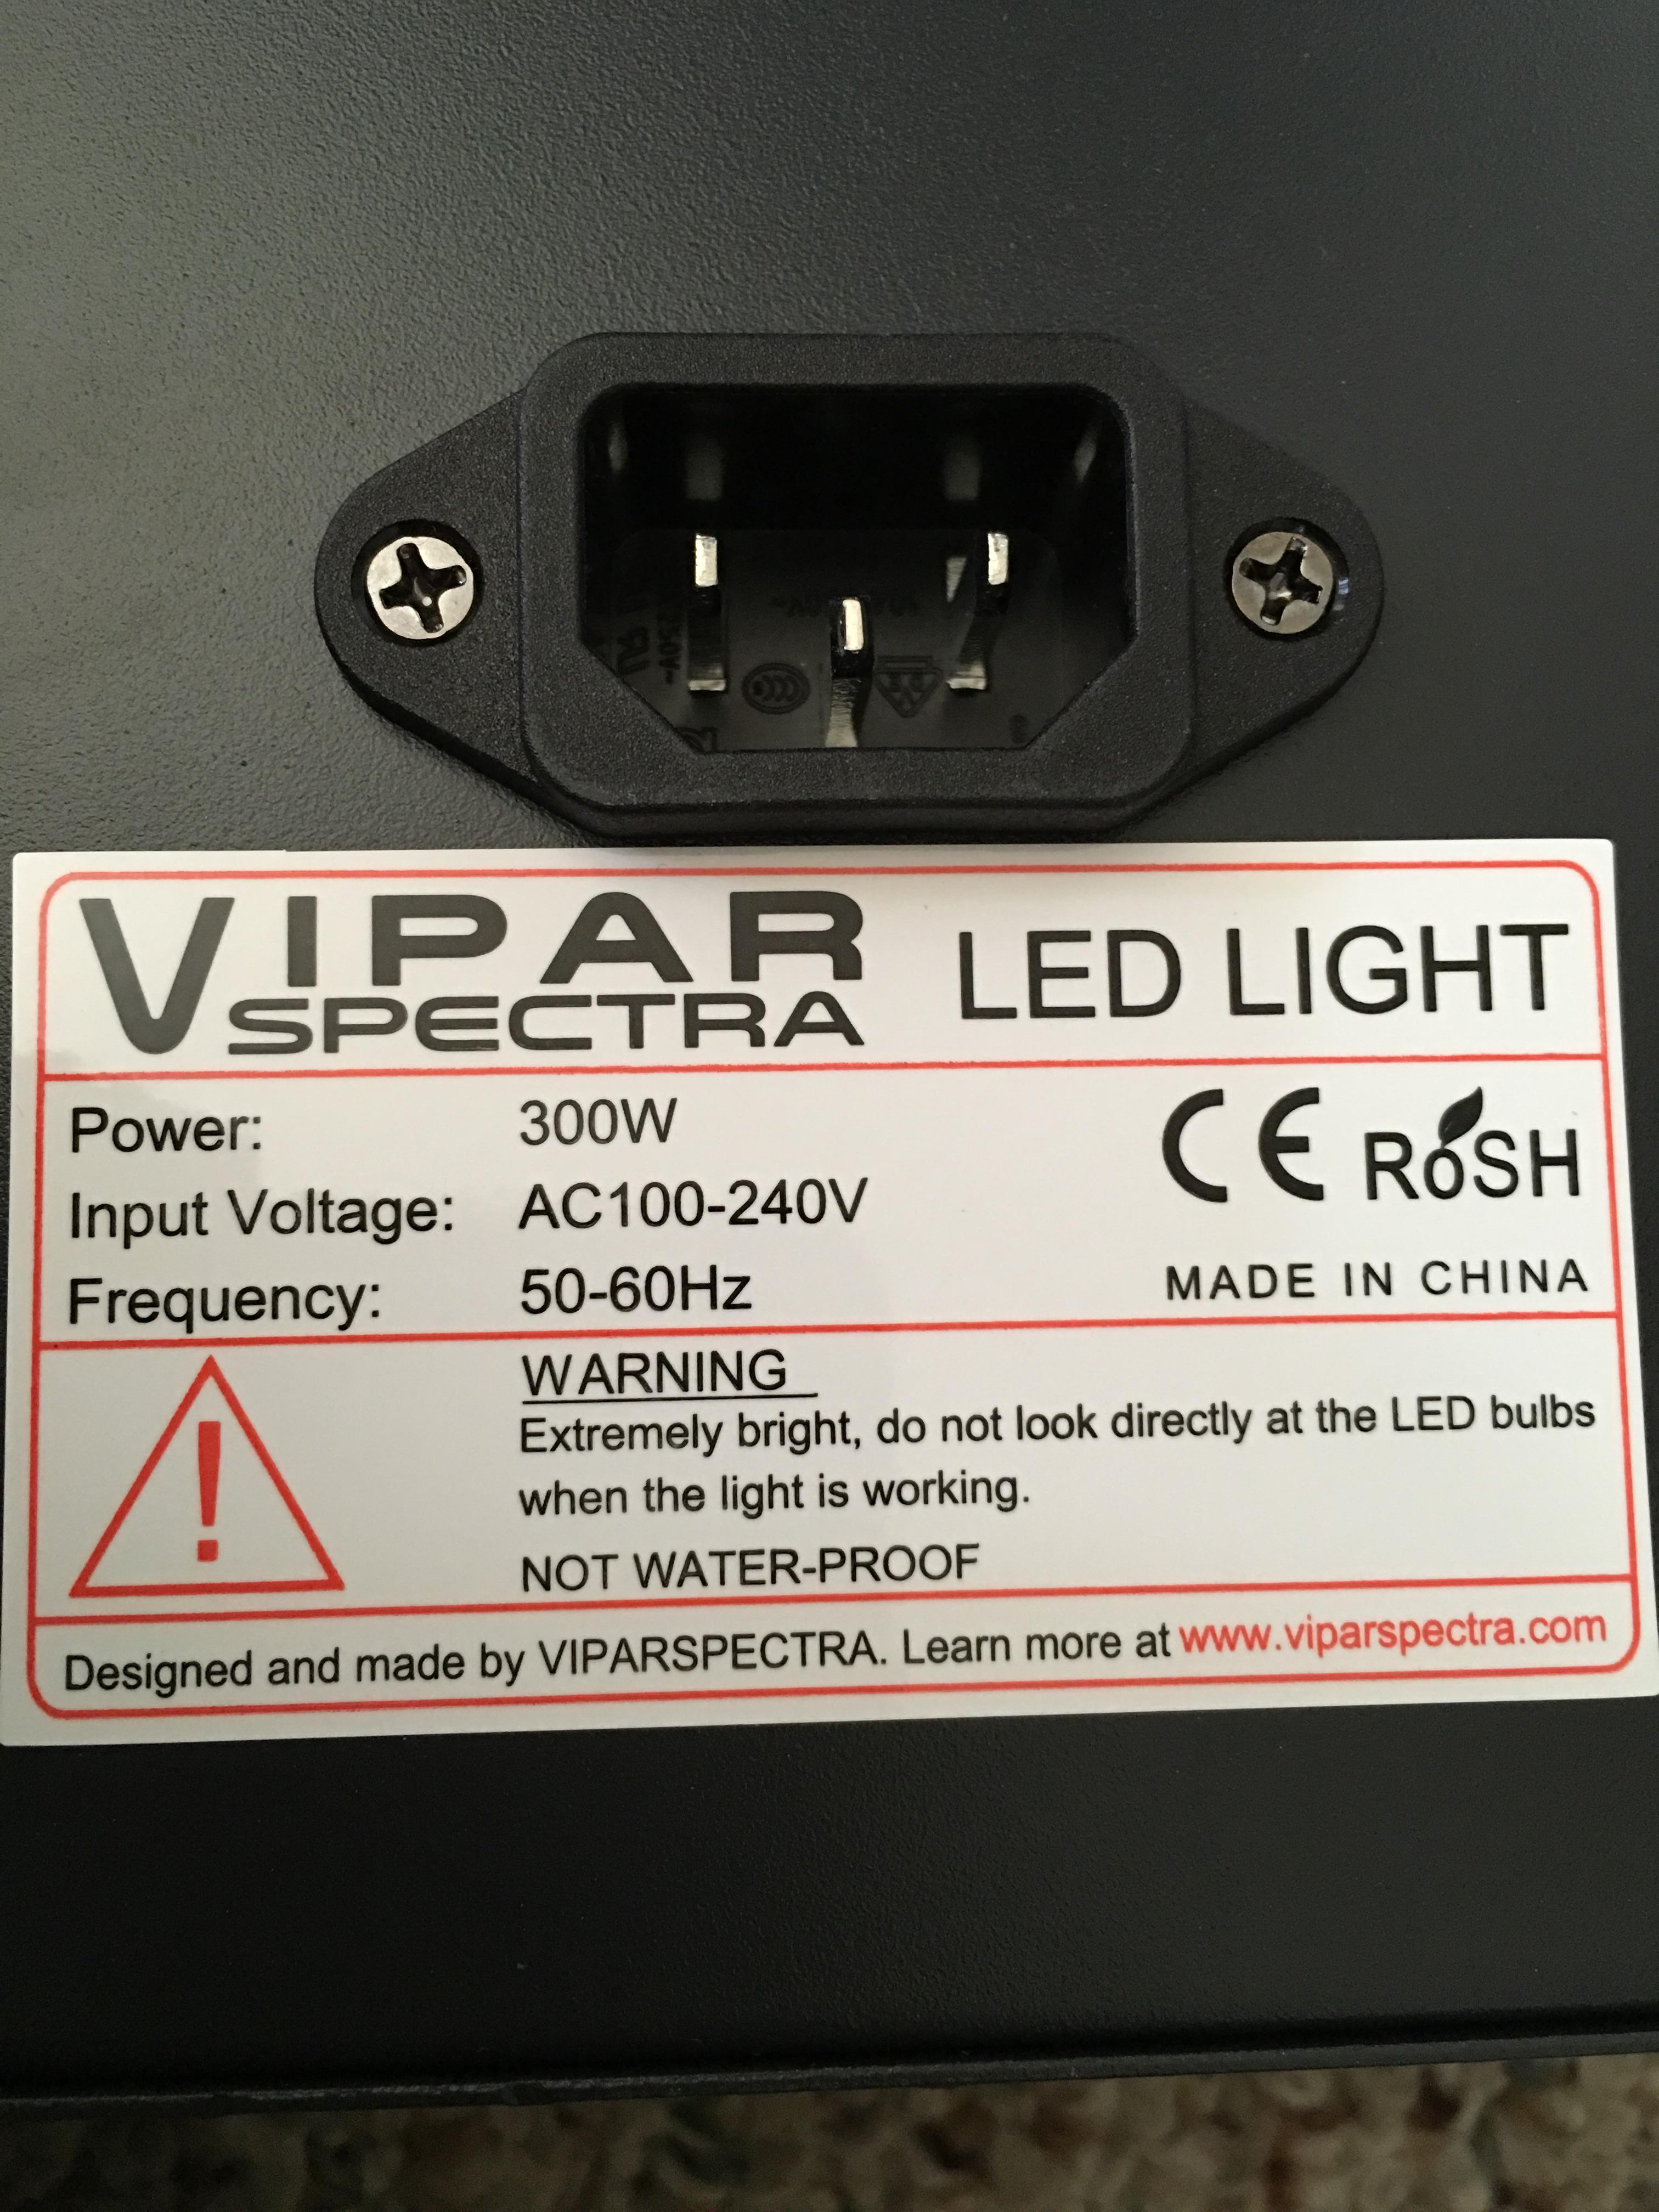 VIPAR
SPECTRA
LED LIGHT
Power: 300W
Input Voltage: AC100-240V
Frequency: 50-60Hz
CE RoSH
MADE IN CHINA
WARNING
Extremely bright, do not look directly at the LED bulbs
when the light is working.
NOT WATER-PROOF
Designed and made by VIPARSPECTRA. Learn more at www.viparspectra.com